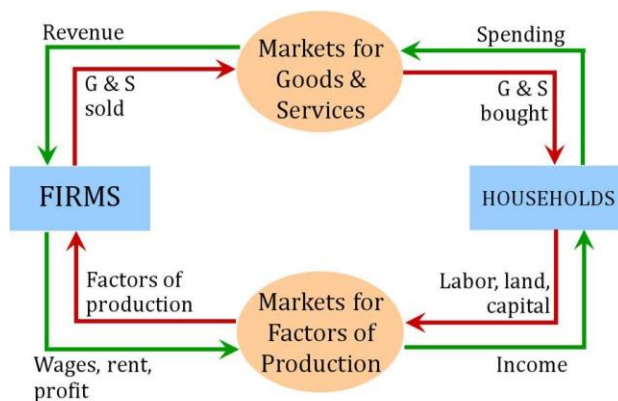 Revenue
Markets for
Goods &
Services
Spending
G & S
sold
G & S
bought
FIRMS
HOUSEHOLDS
Factors of
production
Markets for
Factors of
Production
Labor, land,
capital
Wages, rent,
profit
Income